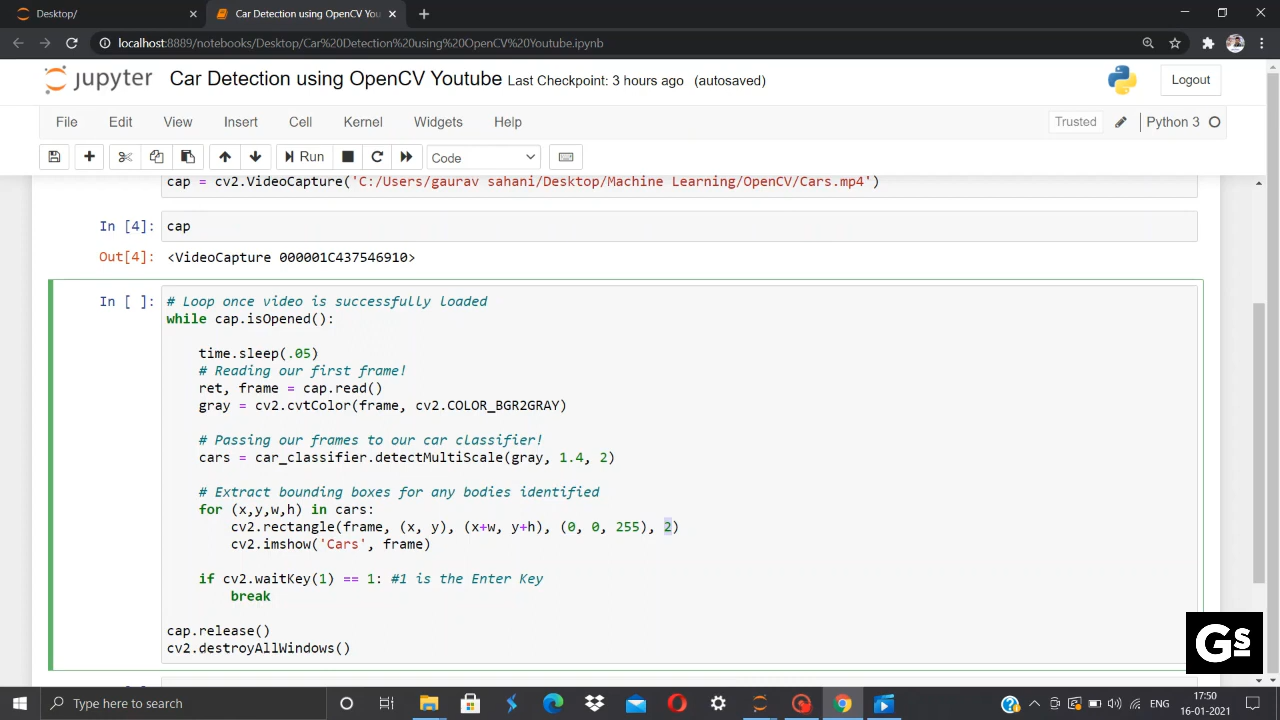 Desktop/
Car Detection using OpenCV You
localhost:8889/notebooks/Desktop/Car%20Detection%20using%20OpenCV%20Youtube.ipynb
jupyter Car Detection using OpenCV Youtube Last Checkpoint: 3 hours ago (autosaved)
Logout
File Edit View Insert Cell Kernel Widgets Help
Trusted
Python 3
Run
Code
cap = cv2.VideoCapture('C:/Users/gaurav sahani/Desktop/Machine Learning/OpenCV/Cars.mp4')
In [4]: cap
Out[4]: <VideoCapture 000001C437546910>
In [ ]: # Loop once video is successfully loaded
while cap.isOpened():
time.sleep(.05)
# Reading our first frame!
ret, frame = cap.read()
gray = cv2.cvtColor(frame, cv2.COLOR_BGR2GRAY)
# Passing our frames to our car classifier!
cars = car_classifier.detectMultiScale(gray, 1.4, 2)
# Extract bounding boxes for any bodies identified
for (x,y,w,h) in cars:
cv2.rectangle(frame, (x, y), (x+w, y+h), (0, 0, 255), 2)
cv2.imshow('Cars', frame)
if cv2.waitKey(1) == 1: #1 is the Enter Key
break
cap.release()
cv2.destroyAllWindows()
Gs
Type here to search
ENG
17:50
16-01-2021